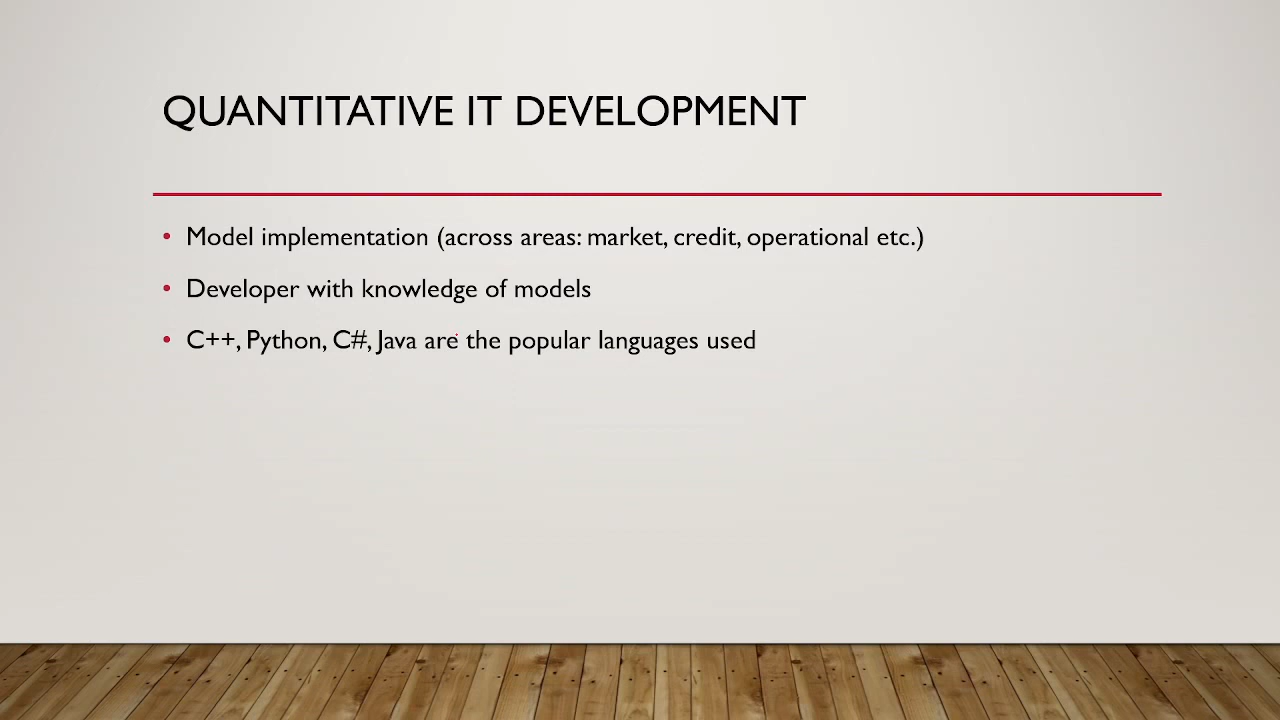 QUANTITATIVE IT DEVELOPMENT
• Model implementation (across areas: market, credit, operational etc.)
• Developer with knowledge of models
• C++, Python, C#, Java are the popular languages used